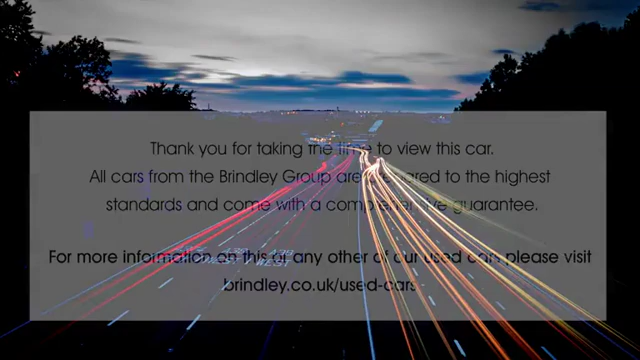 Thank you for taking the time to view this car.
All cars from the Brindley Group are prepared to the highest
standards and come with a comprehensive guarantee.
For more information on this or any other of our used cars please visit
brindley.co.uk/used-cars
WEST